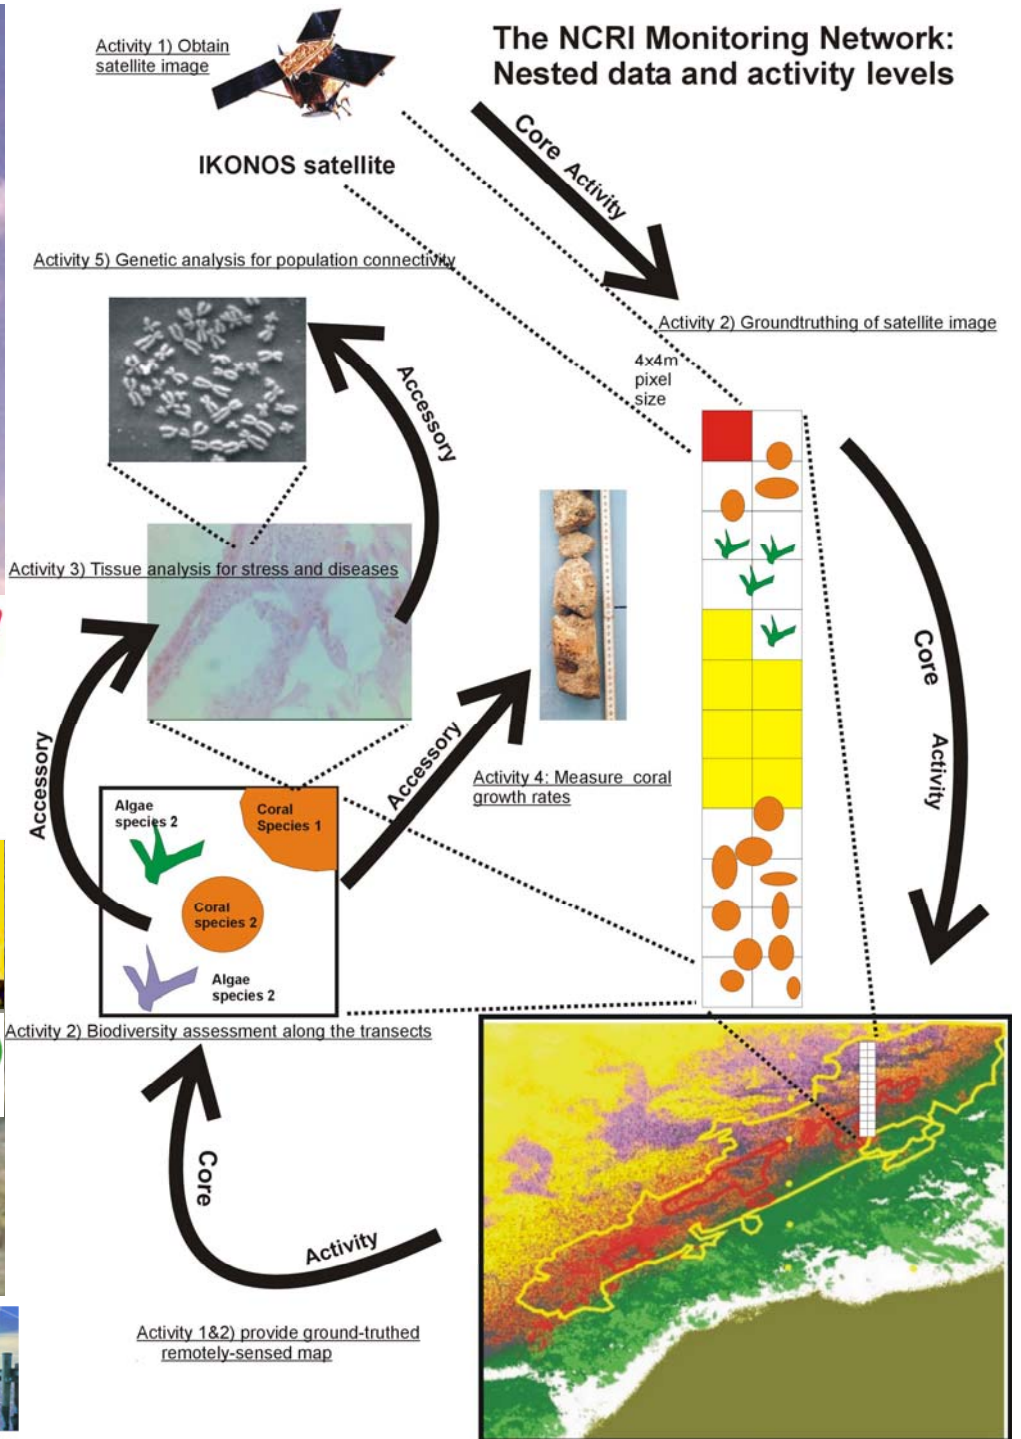 Activity 1) Obtain
satellite image
The NCRI Monitoring Network:
Nested data and activity levels
IKONOS satellite
Core Activity
Activity 5) Genetic analysis for population connectivity
Activity 2) Groundtruthing of satellite image
4x4m
pixel
size
Accessory
Activity 3) Tissue analysis for stress and diseases
Core
Activity
Accessory
Accessory
Activity 4: Measure coral
growth rates
Algae
species 2
Coral
Species 1
Coral
species 2
Algae
species 2
Activity 2) Biodiversity assessment along the transects
Core
Activity
Activity 1&2) provide ground-truthed
remotely-sensed map